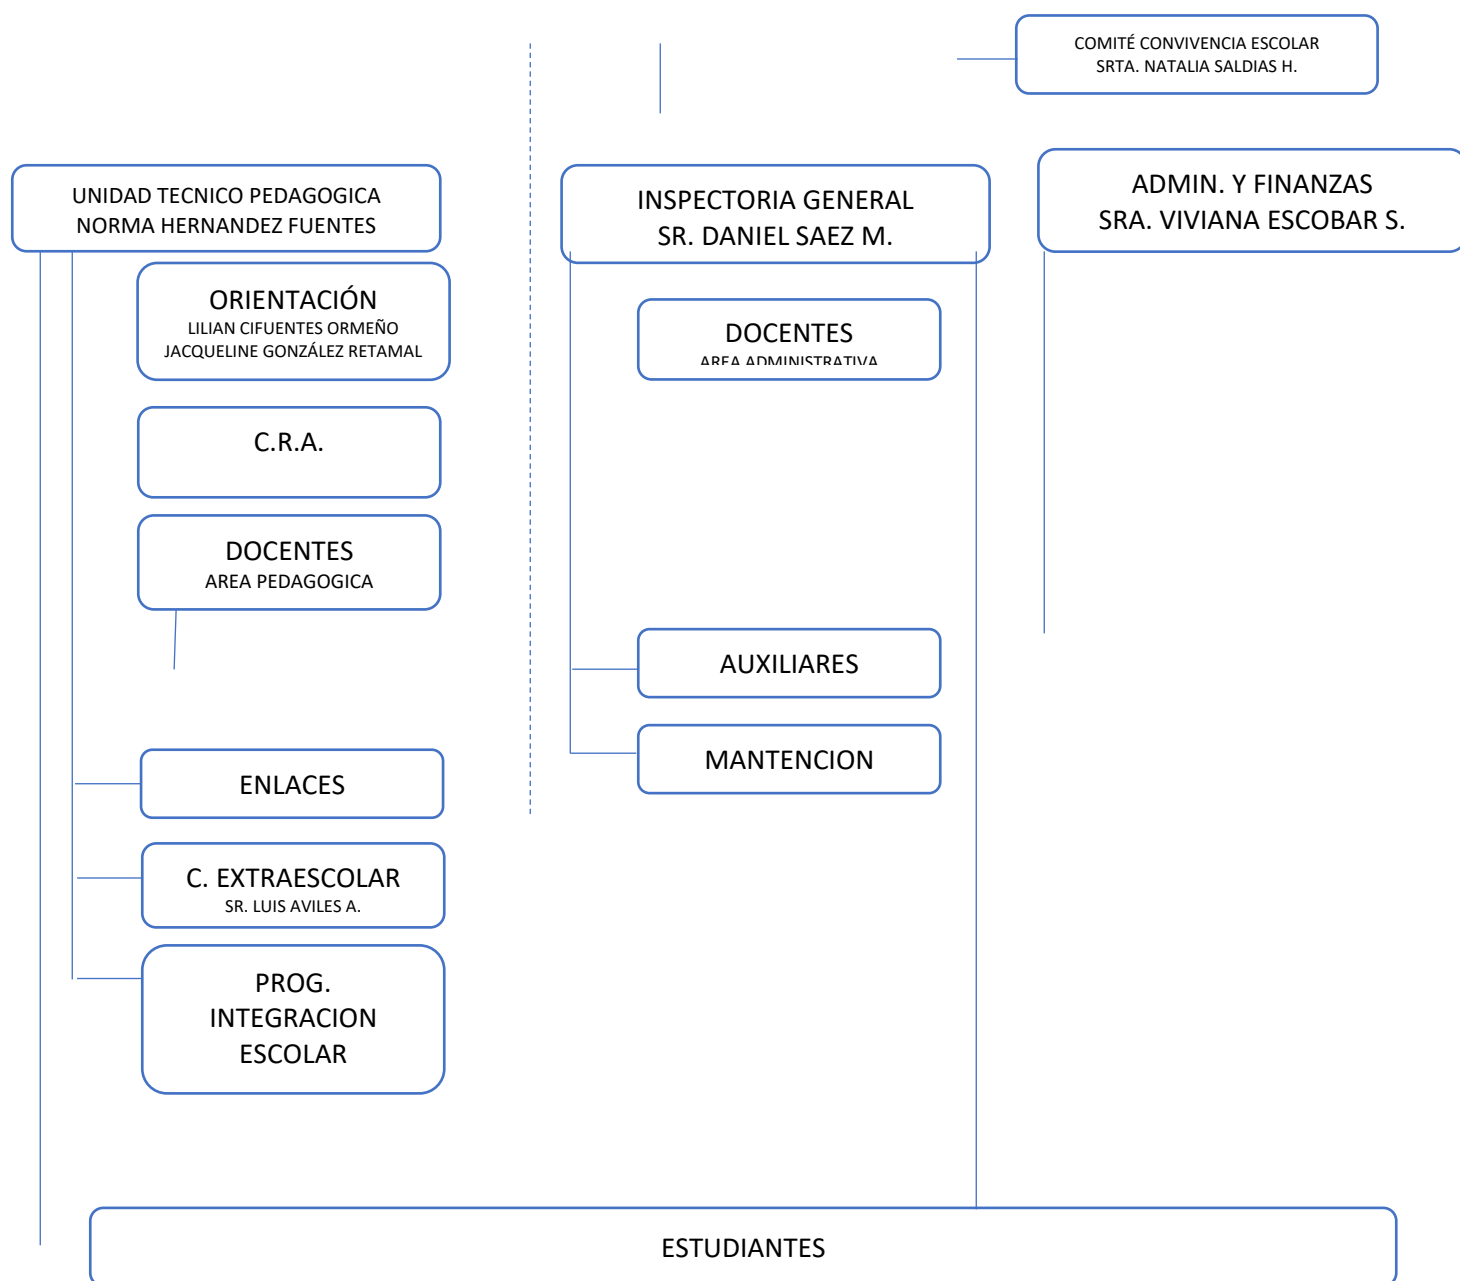 COMITÉ CONVIVENCIA ESCOLAR
SRTA. NATALIA SALDIAS H.
UNIDAD TECNICO PEDAGOGICA
NORMA HERNANDEZ FUENTES
INSPECTORIA GENERAL
SR. DANIEL SAEZ M.
ADMIN. Y FINANZAS
SRA. VIVIANA ESCOBAR S.
ORIENTACIÓN
LILIAN CIFUENTES ORMEÑO
JACQUELINE GONZÁLEZ RETAMAL
DOCENTES
AREA ADMINISTRATIVA
C.R.A.
DOCENTES
AREA PEDAGOGICA
AUXILIARES
MANTENCION
ENLACES
C. EXTRAESCOLAR
SR. LUIS AVILES A.
PROG.
INTEGRACION
ESCOLAR
ESTUDIANTES